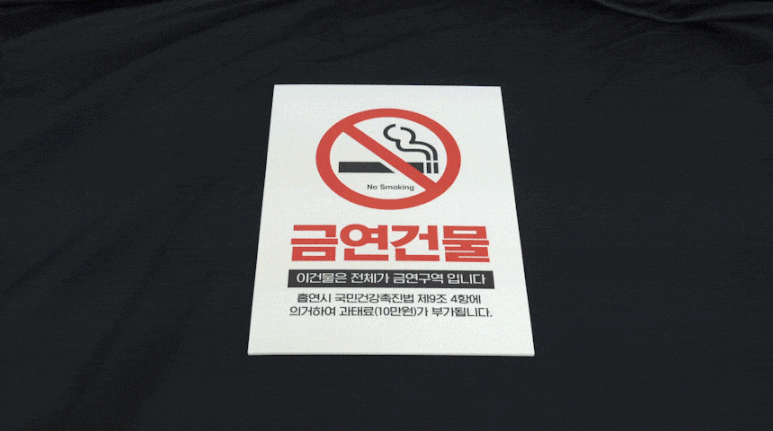 No Smoking
금연건물
이건물은 전체가 금연구역 입니다
흡연시 국민건강촉진법 제9조 4항에
의거하여 과태료(10만원)가 부가됩니다.